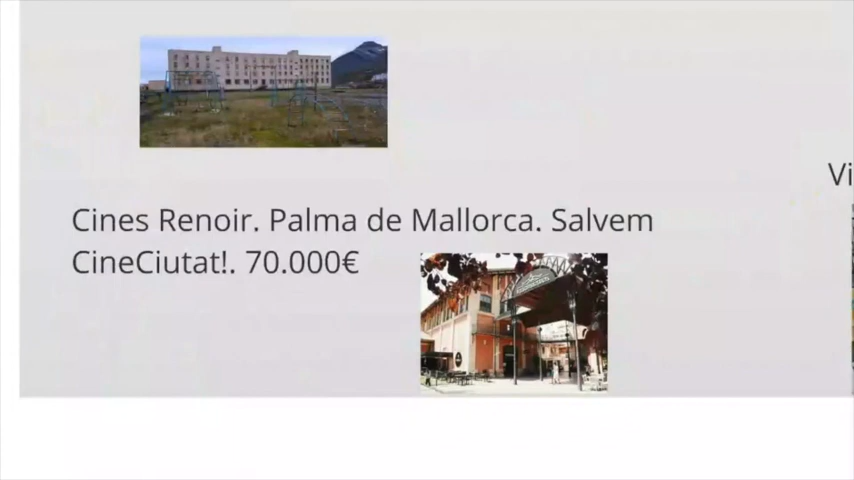 Vi
Cines Renoir. Palma de Mallorca. Salvem
CineCiutat!. 70.000€